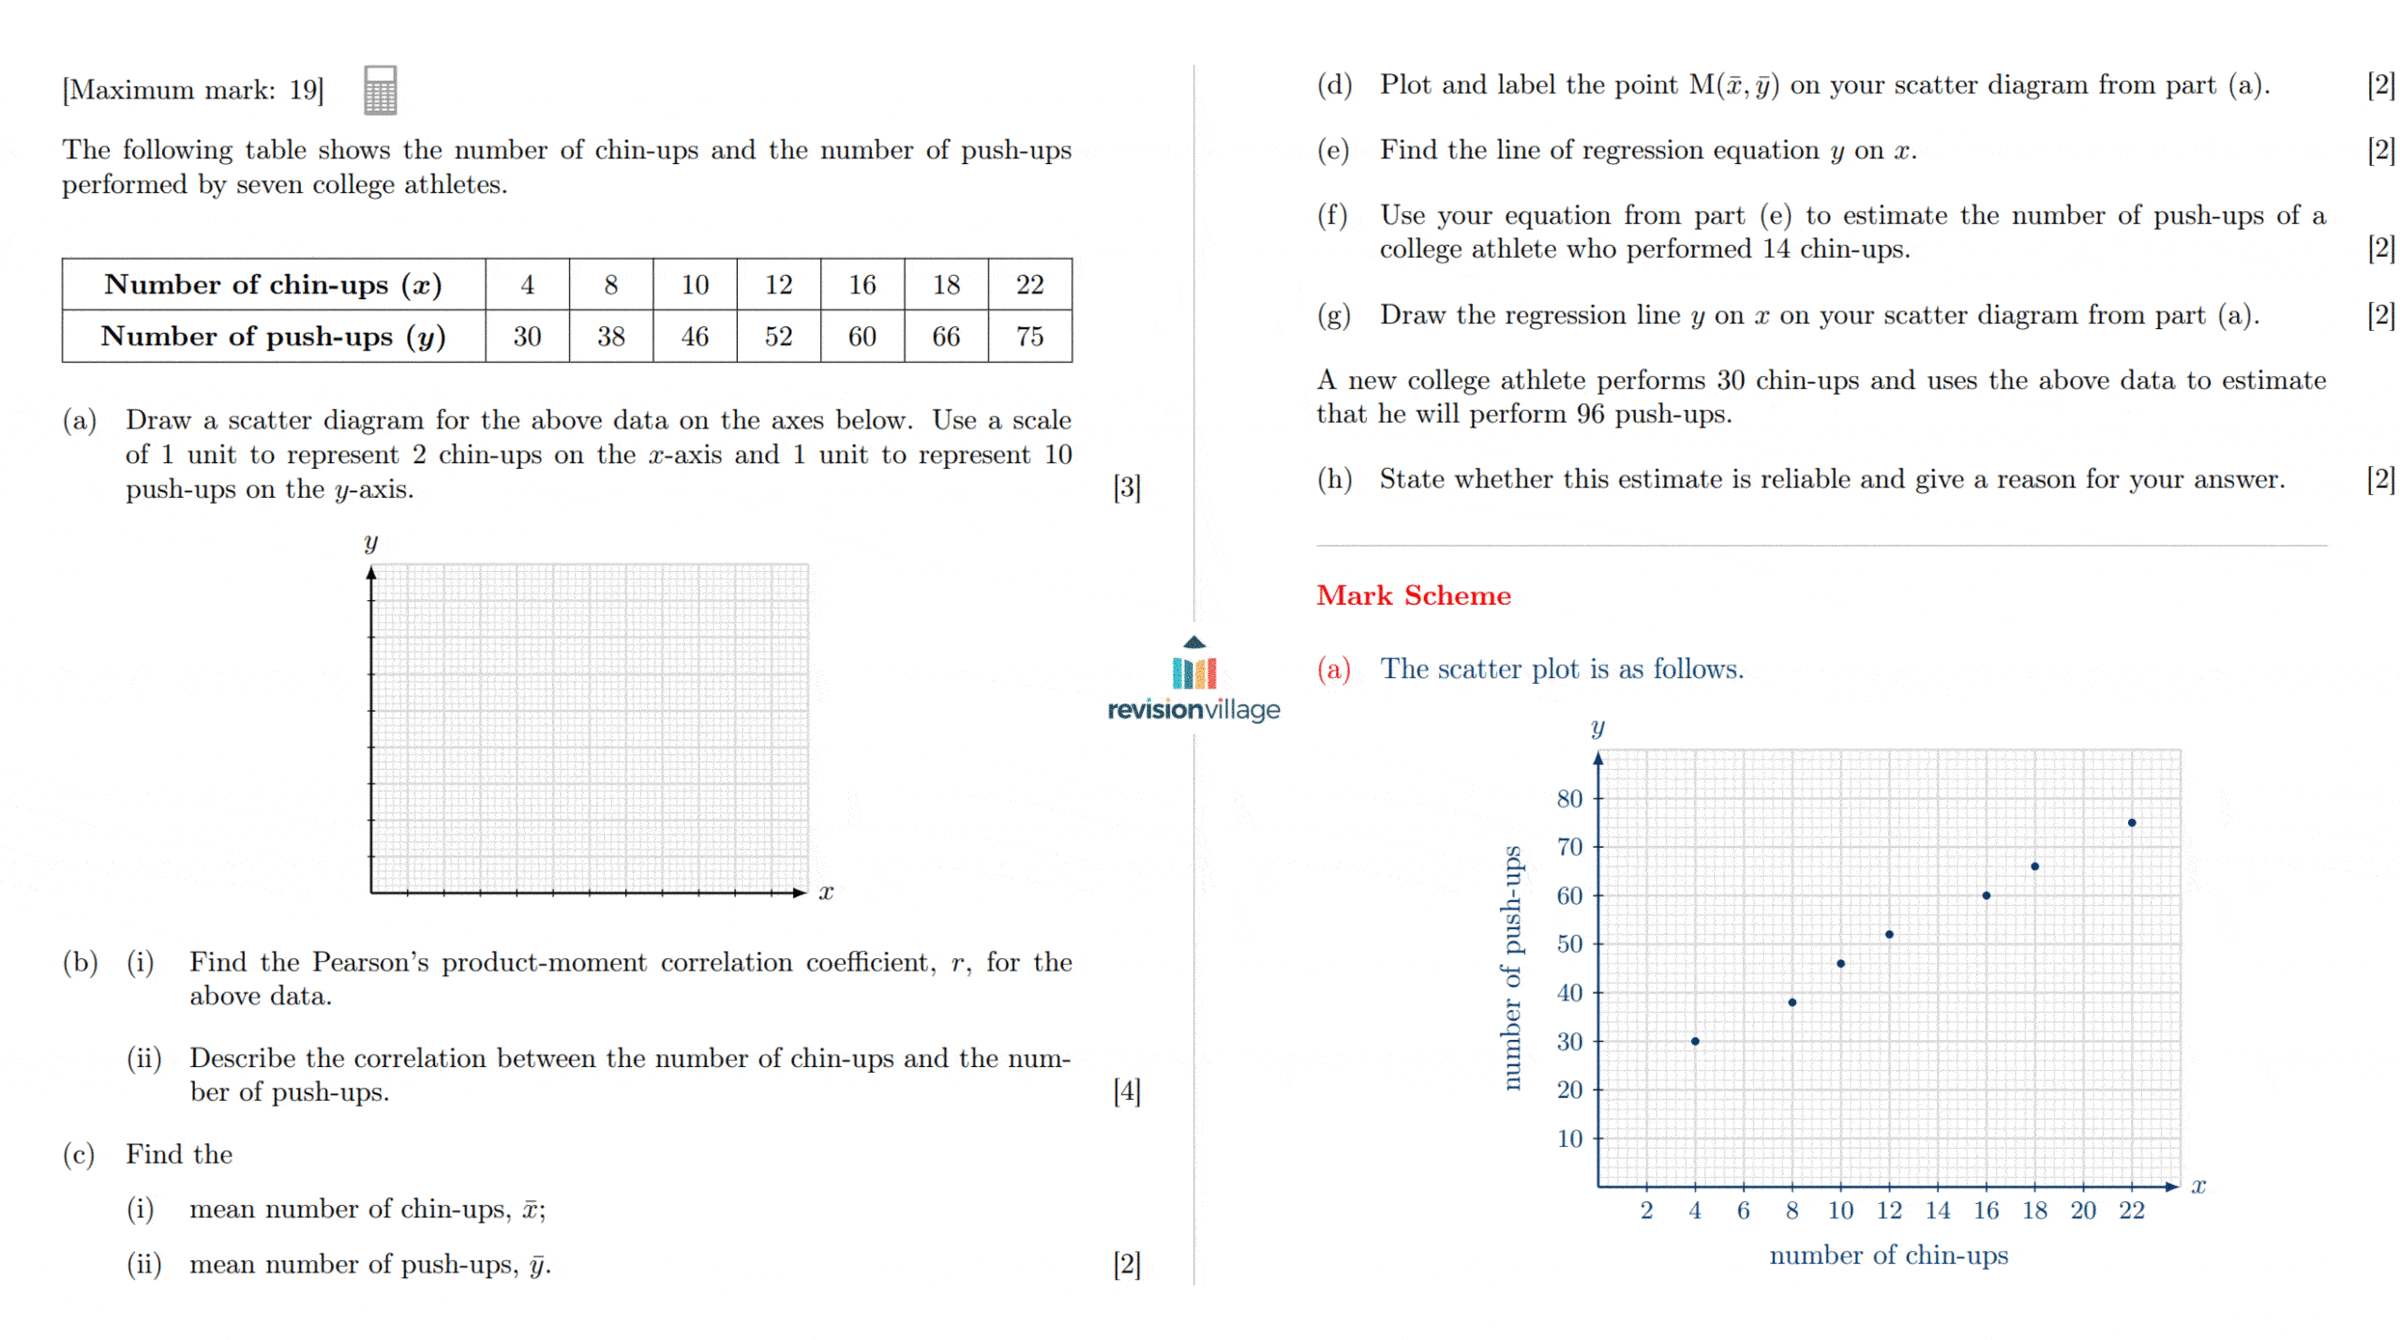 [Maximum mark: 19]
The following table shows the number of chin-ups and the number of push-ups
performed by seven college athletes.
Number of chin-ups (x) 4 8 10 12 16 18 22
Number of push-ups (y) 30 38 46 52 60 66 75
(a) Draw a scatter diagram for the above data on the axes below. Use a scale
of 1 unit to represent 2 chin-ups on the x-axis and 1 unit to represent 10
push-ups on the y-axis. [3]
y
x
(b) (i) Find the Pearson's product-moment correlation coefficient, r, for the
above data.
(ii) Describe the correlation between the number of chin-ups and the num-
ber of push-ups. [4]
(c) Find the
(i) mean number of chin-ups, x̄;
(ii) mean number of push-ups, ȳ. [2]
revisionvillage
(d) Plot and label the point M(x̄, ȳ) on your scatter diagram from part (a). [2]
(e) Find the line of regression equation y on x. [2]
(f) Use your equation from part (e) to estimate the number of push-ups of a
college athlete who performed 14 chin-ups. [2]
(g) Draw the regression line y on x on your scatter diagram from part (a). [2]
A new college athlete performs 30 chin-ups and uses the above data to estimate
that he will perform 96 push-ups.
(h) State whether this estimate is reliable and give a reason for your answer. [2]
Mark Scheme
(a) The scatter plot is as follows.
y
80
70
60
50
40
30
20
10
number of push-ups
x
2 4 6 8 10 12 14 16 18 20 22
number of chin-ups